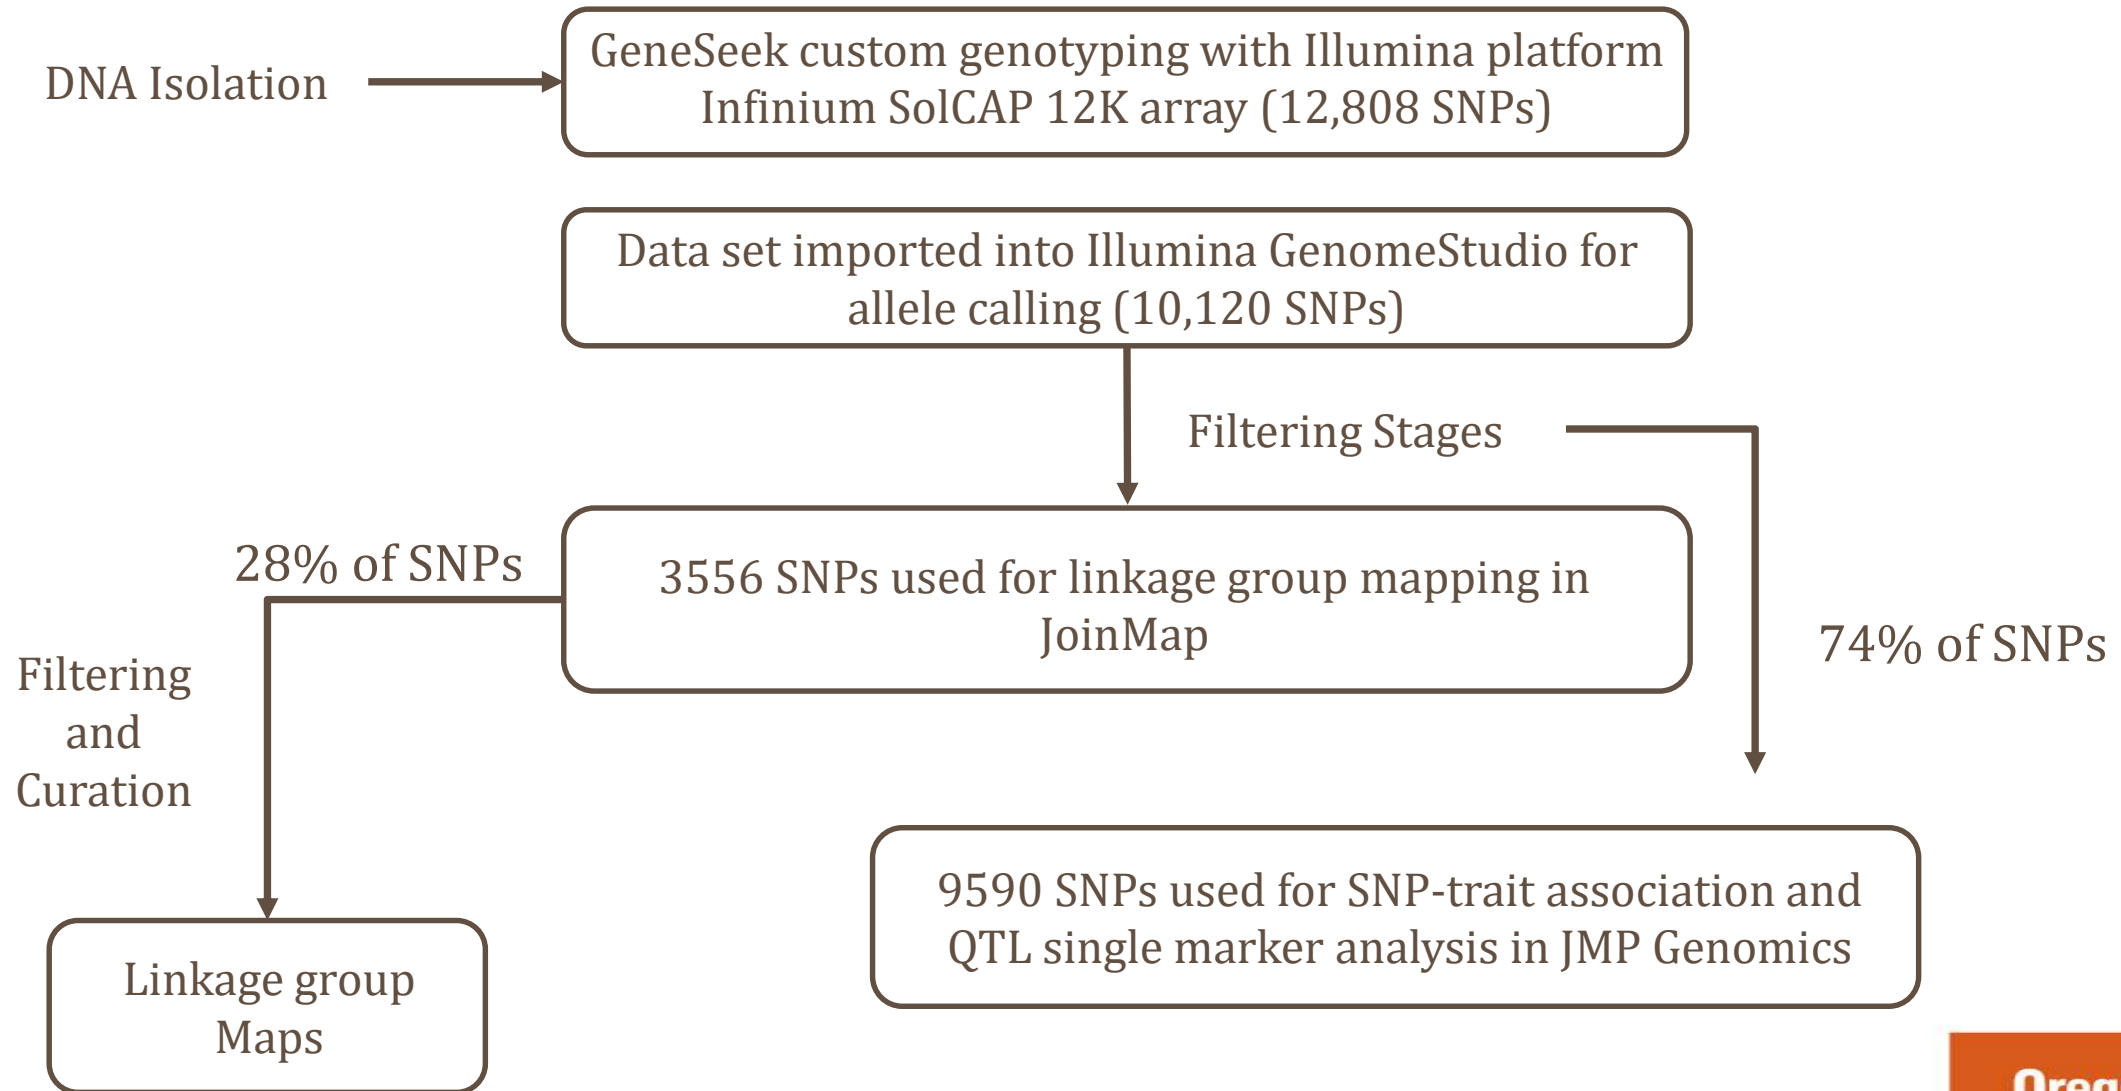 DNA Isolation
GeneSeek custom genotyping with Illumina platform
Infinium SolCAP 12K array (12,808 SNPs)
Data set imported into Illumina GenomeStudio for
allele calling (10,120 SNPs)
Filtering Stages
28% of SNPs
3556 SNPs used for linkage group mapping in
JoinMap
74% of SNPs
Filtering
and
Curation
9590 SNPs used for SNP-trait association and
QTL single marker analysis in JMP Genomics
Linkage group
Maps